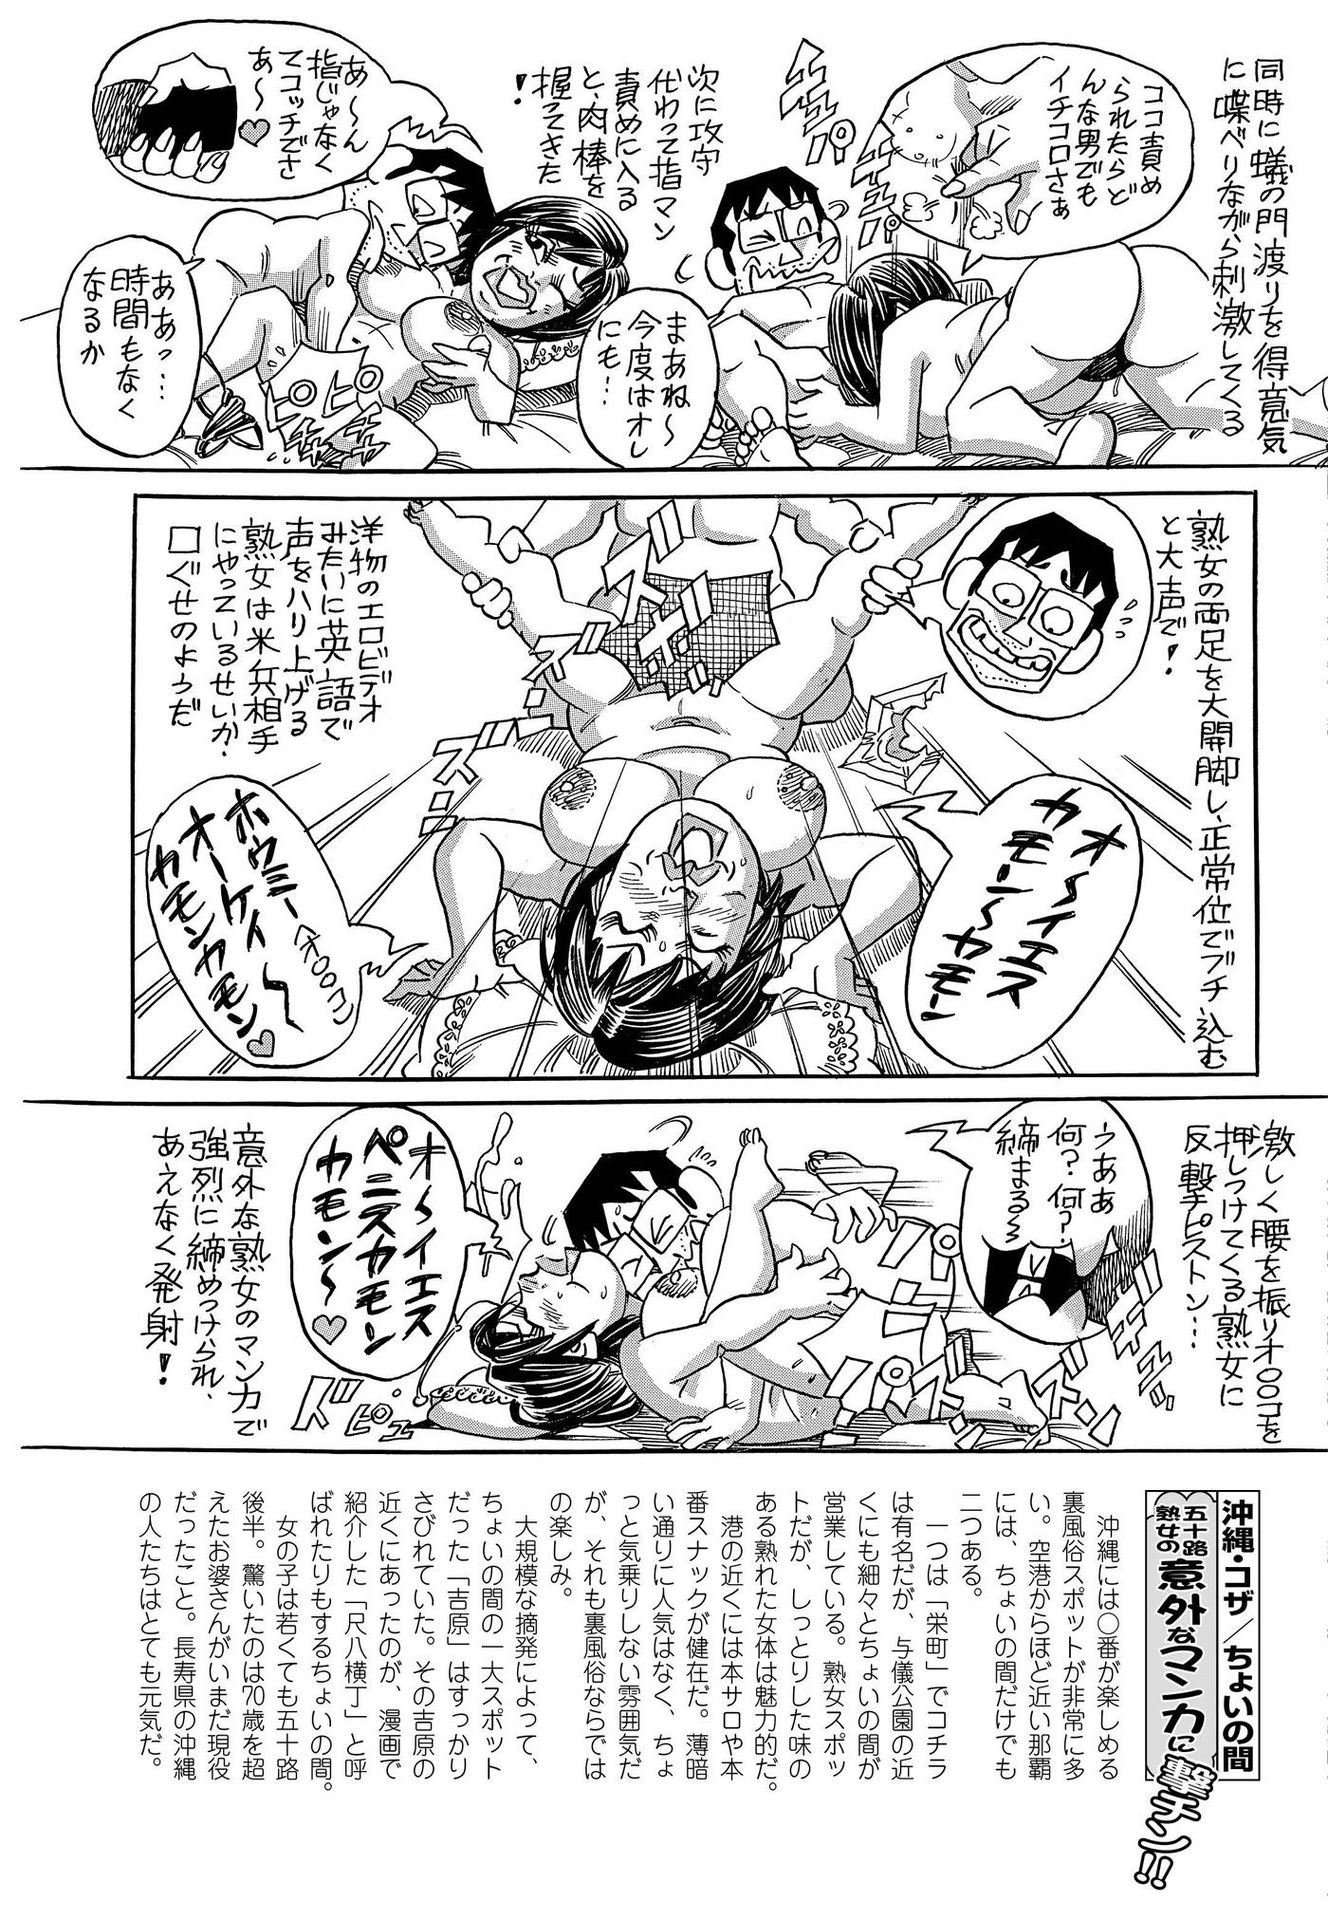 同時に蟻の門渡りを得意気
に喋べりながら刺激してくる
ココ責め
られたらど
んな男でも
イチコロさぁ
次に攻守
代わって指マン
責めに入る
と、肉棒を
握ってきた
!
まあね〜
今度はオレ
にも…
あ〜〜ん
指じゃなく
てコッチでさ
あ〜♥
ああっ…
時間もなく
なるか
熟女の両足を大開脚し、正常位でブチ込む
と大声で!
オ〜〜イエス
カモ〜ン〜カモ〜ン
洋物のエロビデオ
みたいに英語で
声をハリ上げる
熟女は米兵相手
にやっているせいか、
口ぐせのようだ
ホウミー(オ○○コ)
オーケイ〜〜
カモンカモン♥
激しく腰を振りオ○○コを
押しつけてくる熟女に
反撃ピストン…
うああ
何?何?
締まる〜
オ〜〜イエス
ペニスカモン
カモン〜♥
意外な熟女のマンカで
強烈に締めつけられ、
あえなく発射!
沖縄・コザ/ちょいの間
五十路熟女の意外なマンカに撃チン!!
沖縄には○番が楽しめる
裏風俗スポットが非常に多
い。空港からほど近い那覇
には、ちょいの間だけでも
二つある。
一つは「栄町」でコチラ
は有名だが、与儀公園の近
くにも細々とちょいの間が
営業している。熟女スポッ
トだが、しっとりした味の
ある熟れた女体は魅力的だ。
港の近くには本サロや本
番スナックが健在だ。薄暗
い通りに人気はなく、ちょ
っと気乗りしない雰囲気だ
が、それも裏風俗ならでは
の楽しみ。
大規模な摘発によって、
ちょいの間の一大スポット
だった「吉原」はすっかり
さびれていた。その吉原の
近くにあったのが、漫画で
紹介した「尺八横丁」と呼
ばれたりもするちょいの間。
女の子は若くても五十路
後半。驚いたのは70歳を超
えたお婆さんがいまだ現役
だったこと。長寿県の沖縄
の人たちはとても元気だ。